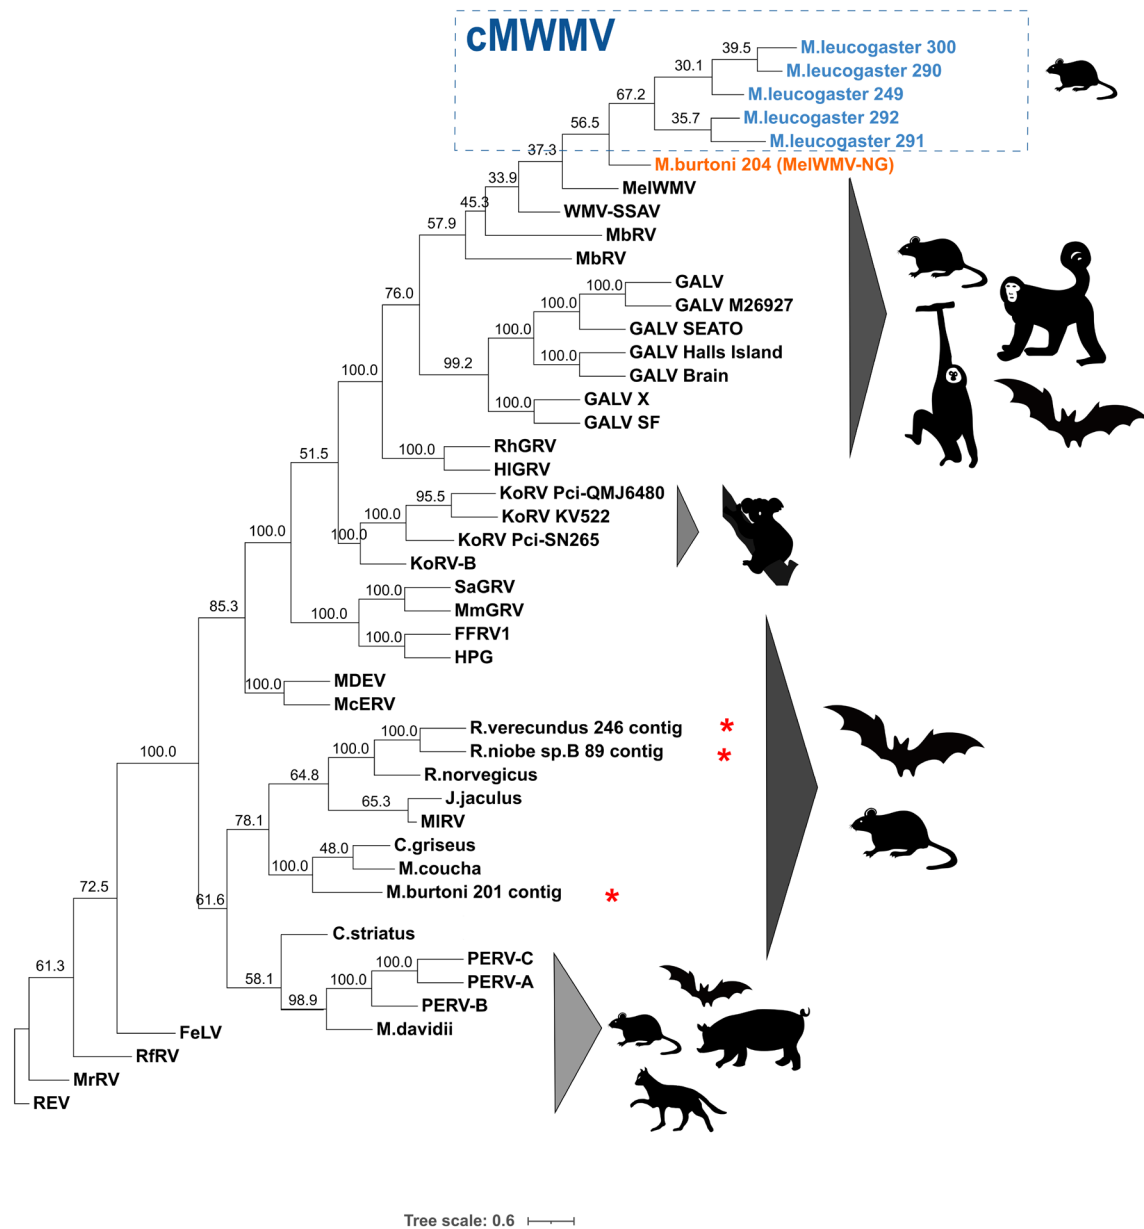 cMWMV
39.5
M.leucogaster 300
30.1
M.leucogaster 290
67.2
M.leucogaster 249
56.5
35.7
M.leucogaster 292
M.leucogaster 291
37.3
M.burtoni 204 (MelWMV-NG)
33.9
MelWMV
45.3
WMV-SSAV
57.9
MbRV
MbRV
76.0
100.0
GALV
100.0
GALV M26927
100.0
GALV SEATO
99.2
100.0
GALV Halls Island
GALV Brain
100.0
100.0
GALV X
GALV SF
51.5
100.0
RhGRV
HlGRV
95.5
KoRV Pci-QMJ6480
100.0
KoRV KV522
100.0
100.0
KoRV Pci-SN265
KoRV-B
85.3
100.0
100.0
SaGRV
MmGRV
100.0
FFRV1
HPG
100.0
MDEV
McERV
100.0
100.0
R.verecundus 246 contig *
R.niobe sp.B 89 contig *
64.8
R.norvegicus
65.3
J.jaculus
MIRV
78.1
48.0
C.griseus
100.0
M.coucha
M.burtoni 201 contig *
100.0
72.5
61.6
C.striatus
58.1
100.0
PERV-C
100.0
PERV-A
98.9
PERV-B
M.davidii
61.3
FeLV
RfRV
MrRV
REV
Tree scale: 0.6